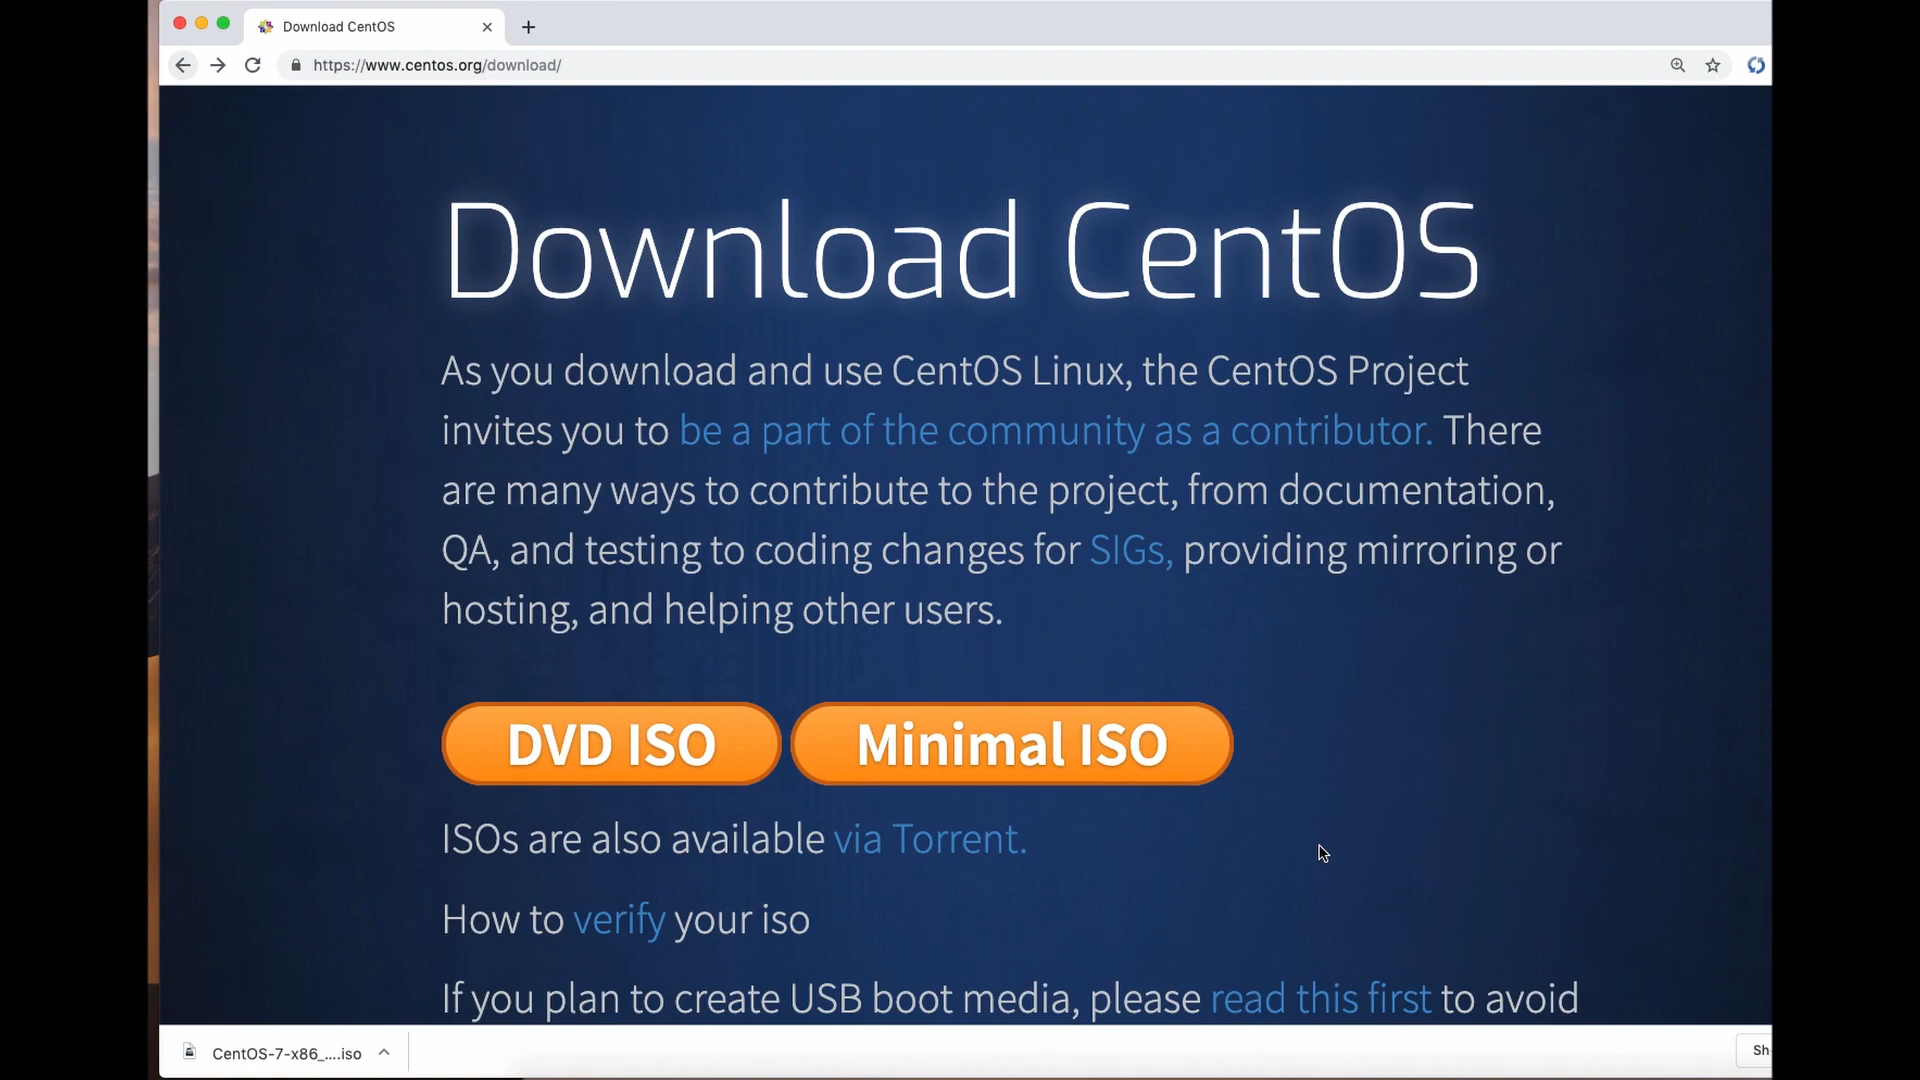 Download CentOS
https://www.centos.org/download/
Download CentOS
As you download and use CentOS Linux, the CentOS Project
invites you to be a part of the community as a contributor. There
are many ways to contribute to the project, from documentation,
QA, and testing to coding changes for SIGs, providing mirroring or
hosting, and helping other users.
DVD ISO Minimal ISO
ISOs are also available via Torrent.
How to verify your iso
If you plan to create USB boot media, please read this first to avoid
CentOS-7-x86_....iso